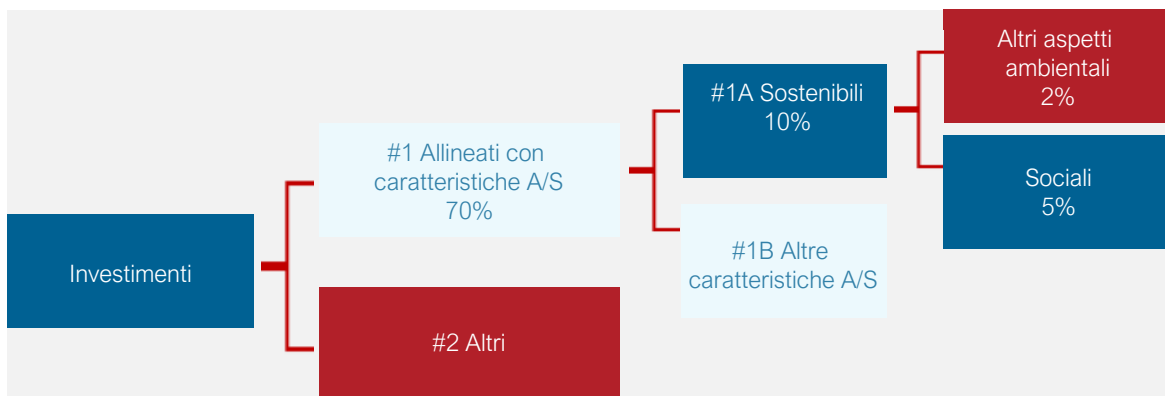 Investimenti
#1 Allineati con
caratteristiche A/S
70%
#2 Altri
#1A Sostenibili
10%
#1B Altre
caratteristiche A/S
Altri aspetti
ambientali
2%
Sociali
5%